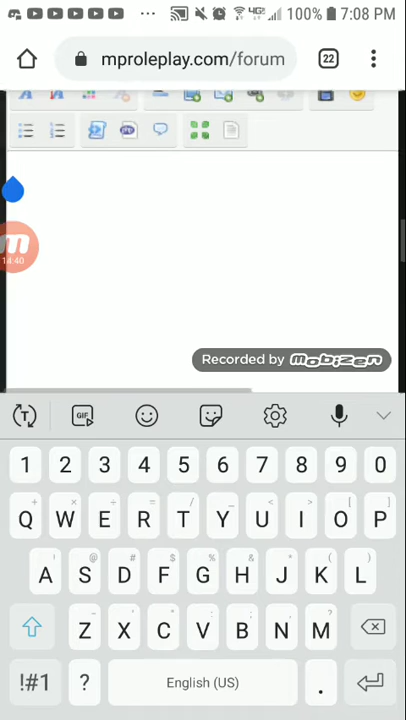 100% 7:08 PM
mproleplay.com/forum 22
14:40
Recorded by mobizen
T GIF
1 2 3 4 5 6 7 8 9 0
+ × ÷ = / _ < > [ ]
Q W E R T Y U I O P
! @ # $ % ^ & * ( )
A S D F G H J K L
- ' " : ; , ?
Z X C V B N M
!#1 ? English (US) .